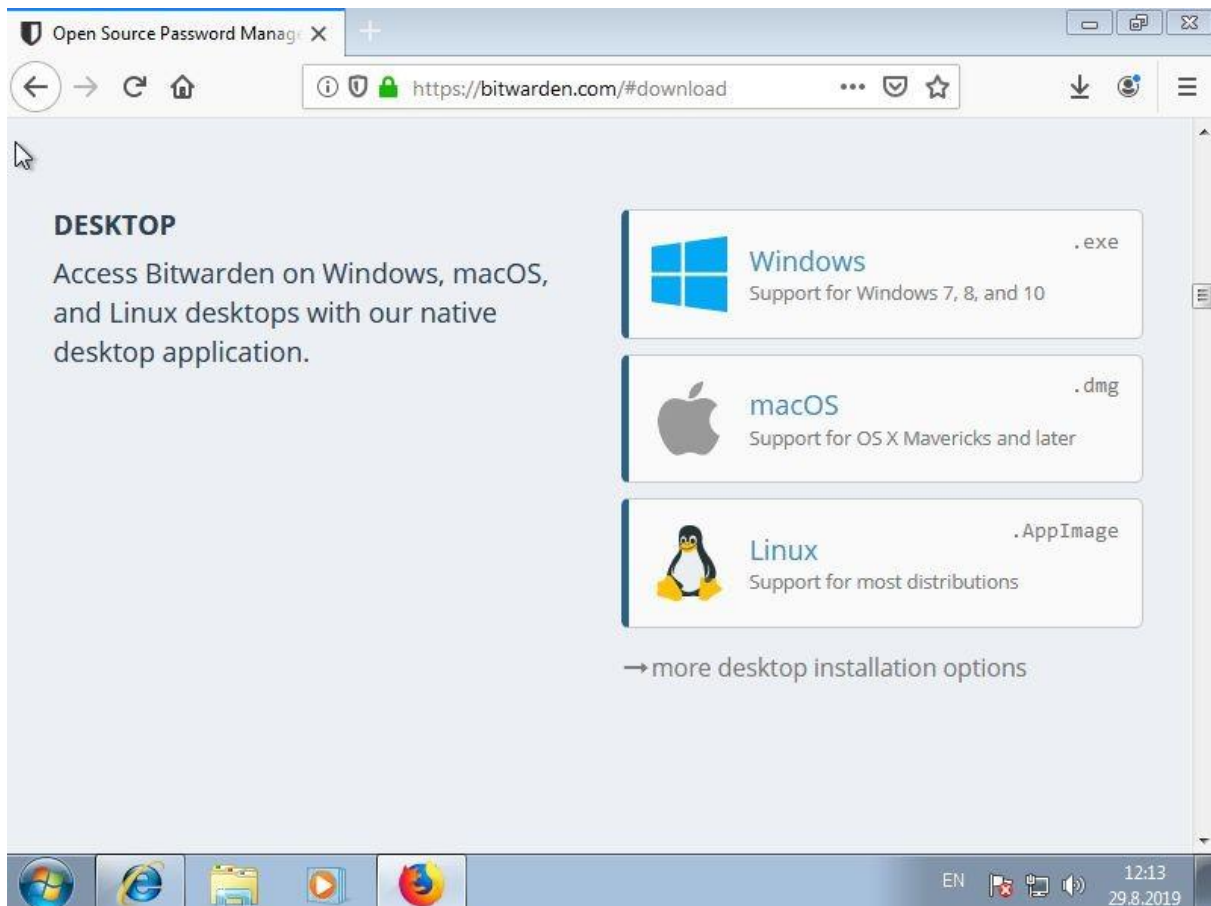 Open Source Password Manag
https://bitwarden.com/#download
DESKTOP
Access Bitwarden on Windows, macOS,
and Linux desktops with our native
desktop application.
Windows
.exe
Support for Windows 7, 8, and 10
macOS
.dmg
Support for OS X Mavericks and later
Linux
.AppImage
Support for most distributions
→more desktop installation options
EN
12:13
29.8.2019